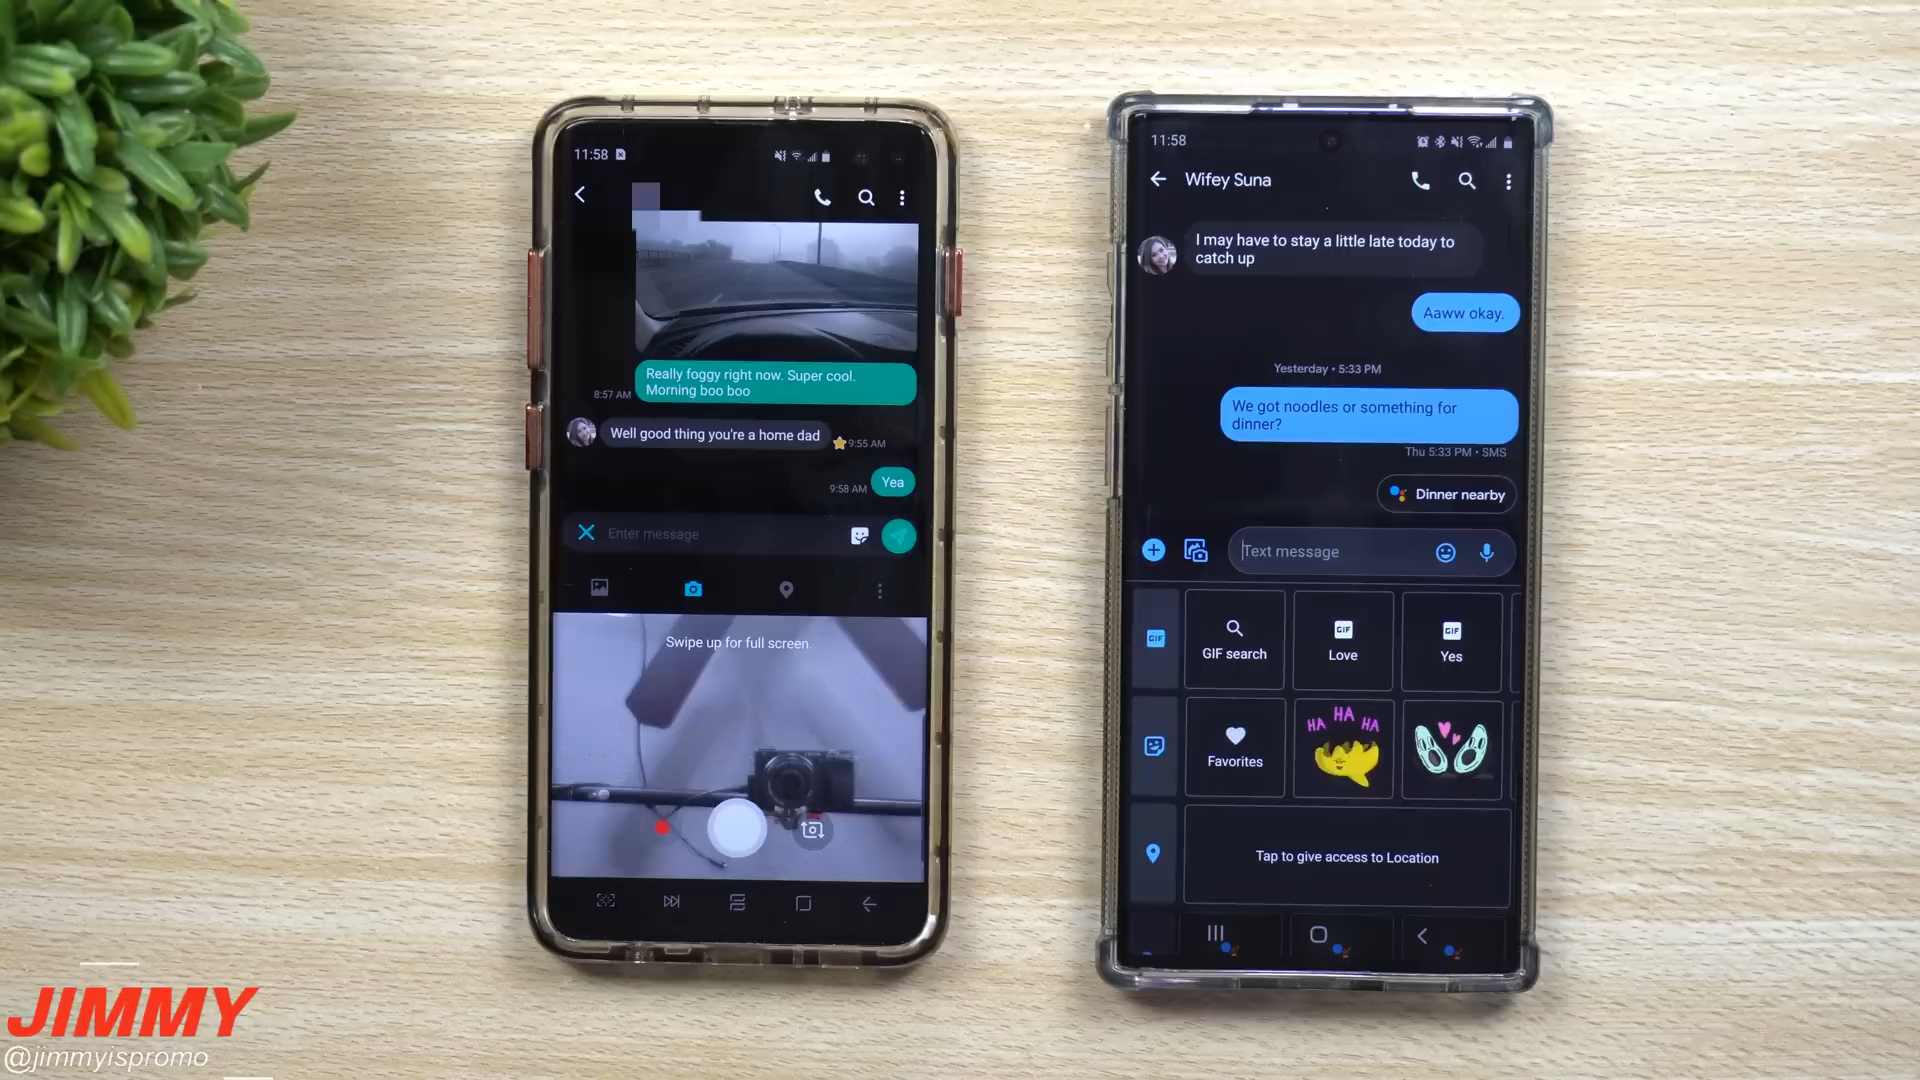 11:58
Really foggy right now. Super cool.
Morning boo boo
8:57 AM
Well good thing you're a home dad
9:55 AM
Yea
9:58 AM
Enter message
Swipe up for full screen.
11:58
Wifey Suna
I may have to stay a little late today to
catch up
Aaww okay.
Yesterday • 5:33 PM
We got noodles or something for
dinner?
Thu 5:33 PM • SMS
Dinner nearby
Text message
GIF
GIF search
GIF
Love
GIF
Yes
Favorites
HA HA HA
Tap to give access to Location
JIMMY
@jimmyispromo